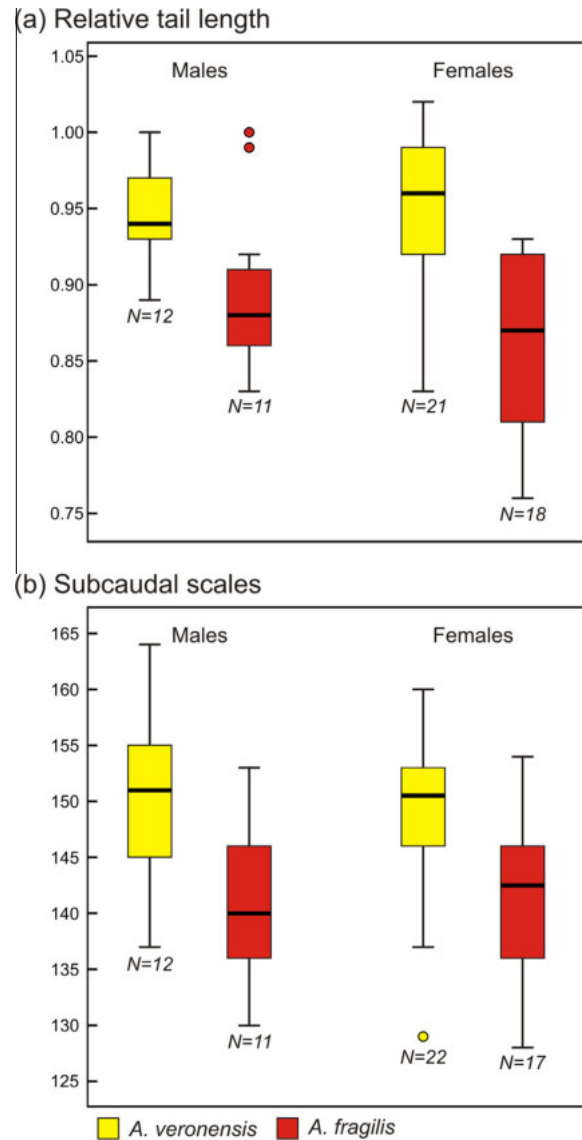 (a) Relative tail length
1.05
Males Females
1.00
0.95
0.90
N=12
0.85
N=11 N=21
0.80
0.75
N=18
(b) Subcaudal scales
165
Males Females
160
155
150
145
140
135
N=12
130
N=11 N=22 N=17
125
A. veronensis A. fragilis